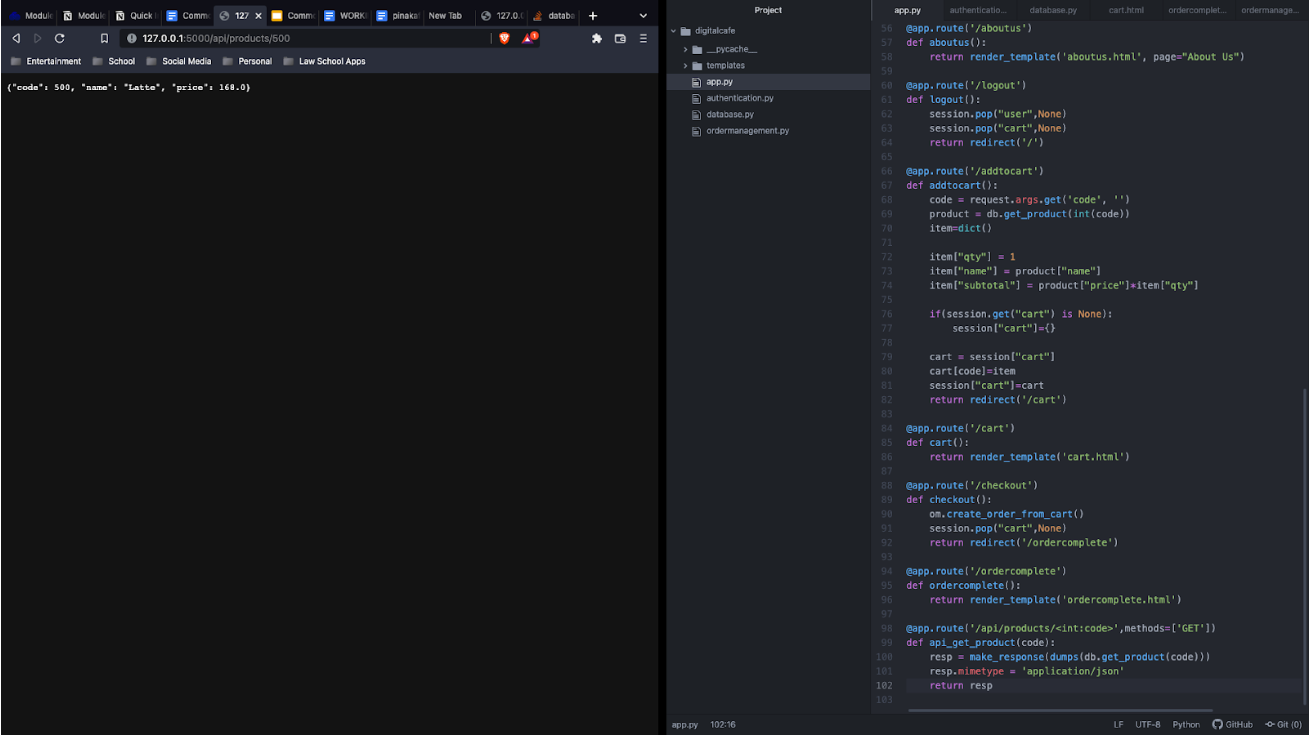 Module
Module
Quick I
Commo
127
Commo
WORKI
pinakai
New Tab
127.0.0
databa
127.0.0.1:5000/api/products/500
1
Entertainment
School
Social Media
Personal
Law School Apps
{"code": 500, "name": "Latte", "price": 168.0}
Project
digitalcafe
__pycache__
templates
app.py
authentication.py
database.py
ordermanagement.py
app.py
authenticatio...
database.py
cart.html
ordercomplet...
ordermanage...
56 @app.route('/aboutus')
57 def aboutus():
58 return render_template('aboutus.html', page="About Us")
59
60 @app.route('/logout')
61 def logout():
62 session.pop("user",None)
63 session.pop("cart",None)
64 return redirect('/')
65
66 @app.route('/addtocart')
67 def addtocart():
68 code = request.args.get('code', '')
69 product = db.get_product(int(code))
70 item=dict()
71
72 item["qty"] = 1
73 item["name"] = product["name"]
74 item["subtotal"] = product["price"]*item["qty"]
75
76 if(session.get("cart") is None):
77 session["cart"]={}
78
79 cart = session["cart"]
80 cart[code]=item
81 session["cart"]=cart
82 return redirect('/cart')
83
84 @app.route('/cart')
85 def cart():
86 return render_template('cart.html')
87
88 @app.route('/checkout')
89 def checkout():
90 om.create_order_from_cart()
91 session.pop("cart",None)
92 return redirect('/ordercomplete')
93
94 @app.route('/ordercomplete')
95 def ordercomplete():
96 return render_template('ordercomplete.html')
97
98 @app.route('/api/products/<int:code>',methods=['GET'])
99 def api_get_product(code):
100 resp = make_response(dumps(db.get_product(code)))
101 resp.mimetype = 'application/json'
102 return resp
103
app.py 102:16
LF UTF-8 Python GitHub Git (0)